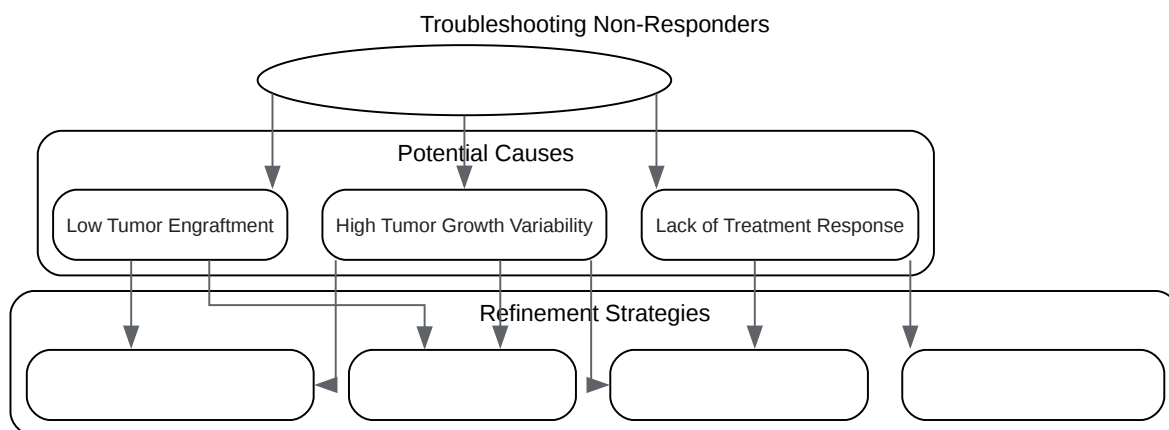 Troubleshooting Non-Responders
Potential Causes
Low Tumor Engraftment
High Tumor Growth Variability
Lack of Treatment Response
Refinement Strategies